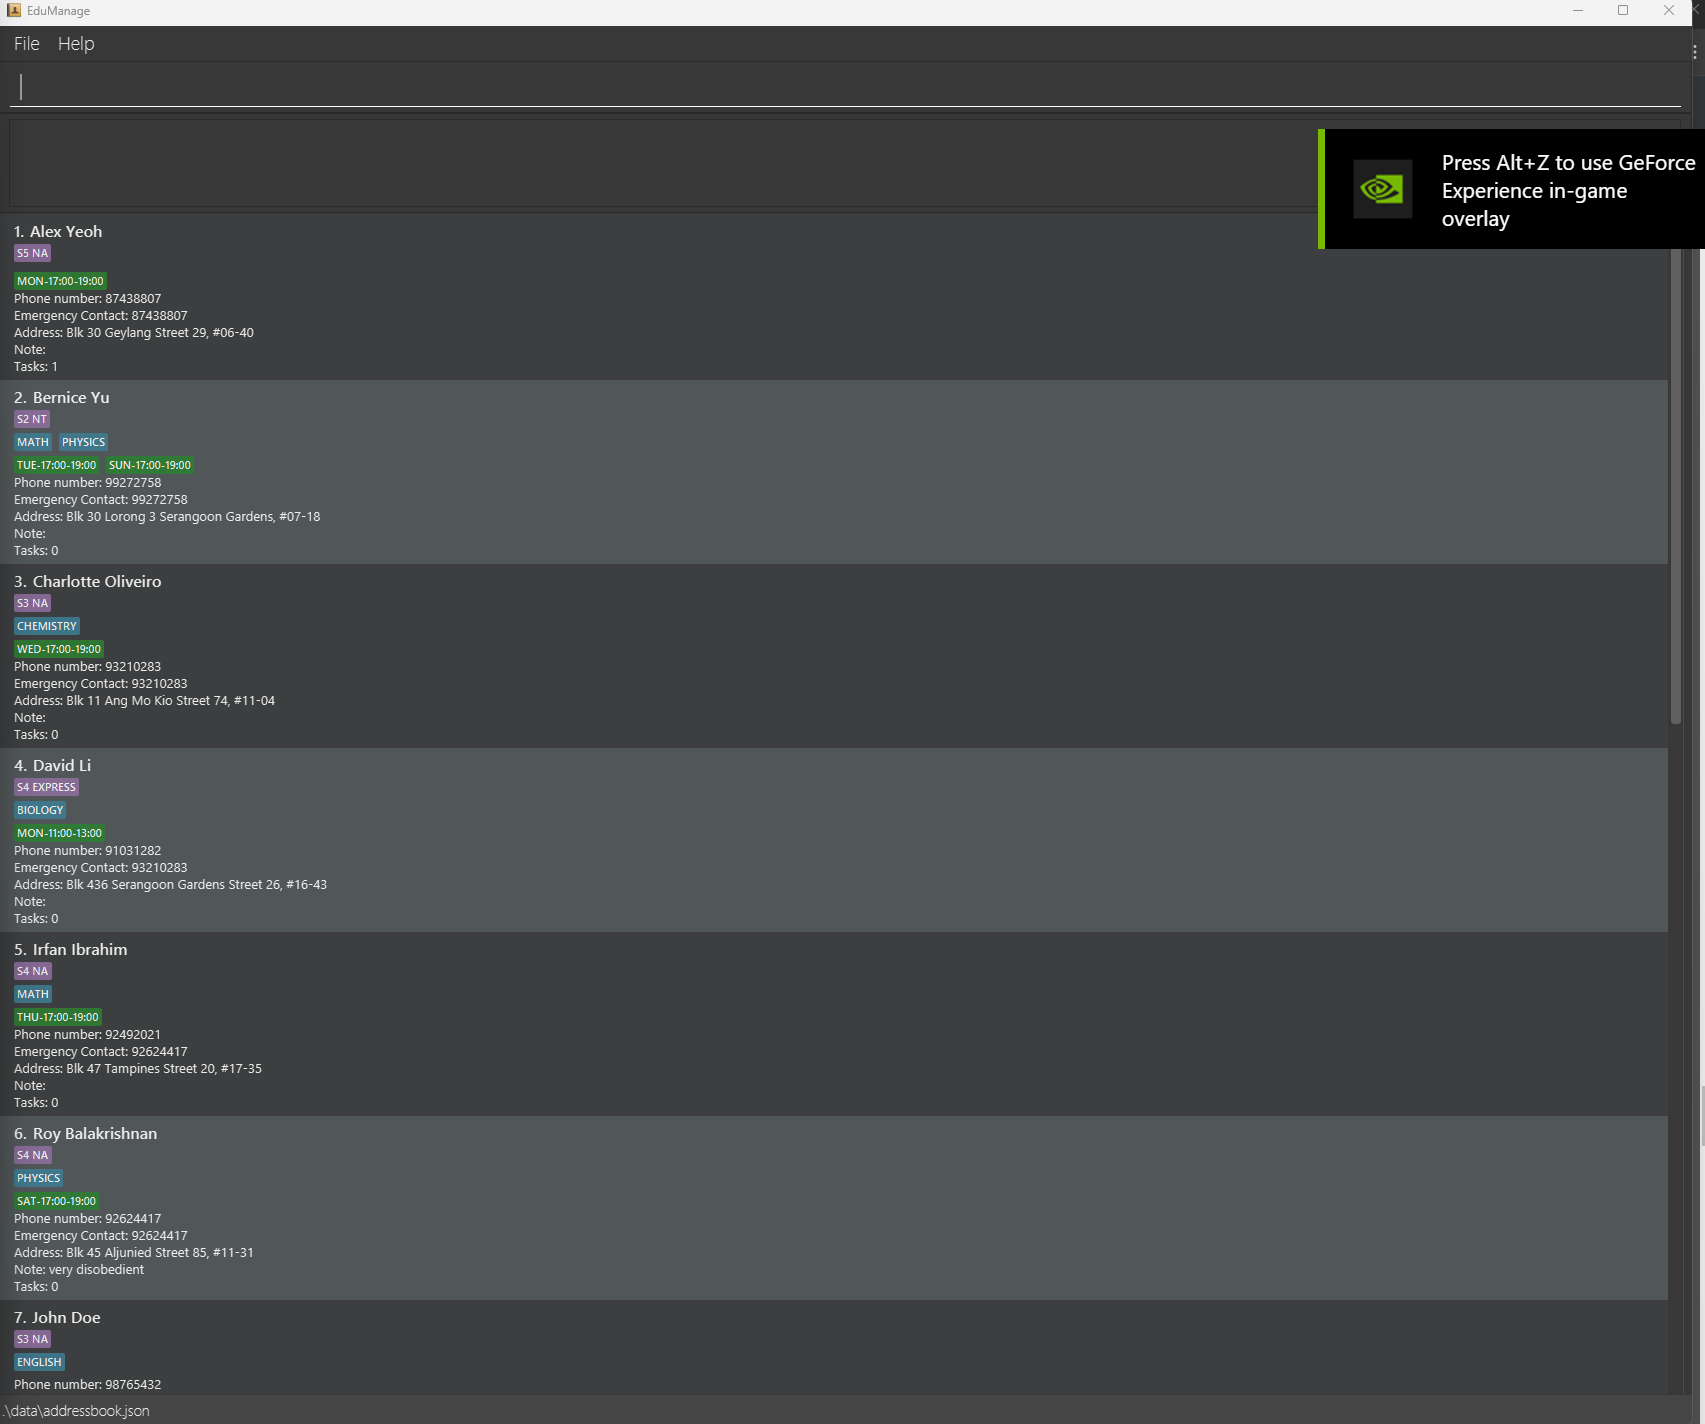 EduManage
File Help
Press Alt+Z to use GeForce
Experience in-game
overlay
1. Alex Yeoh
S5 NA
MON-17:00-19:00
Phone number: 87438807
Emergency Contact: 87438807
Address: Blk 30 Geylang Street 29, #06-40
Note:
Tasks: 1
2. Bernice Yu
S2 NT
MATH PHYSICS
TUE-17:00-19:00 SUN-17:00-19:00
Phone number: 99272758
Emergency Contact: 99272758
Address: Blk 30 Lorong 3 Serangoon Gardens, #07-18
Note:
Tasks: 0
3. Charlotte Oliveiro
S3 NA
CHEMISTRY
WED-17:00-19:00
Phone number: 93210283
Emergency Contact: 93210283
Address: Blk 11 Ang Mo Kio Street 74, #11-04
Note:
Tasks: 0
4. David Li
S4 EXPRESS
BIOLOGY
MON-11:00-13:00
Phone number: 91031282
Emergency Contact: 93210283
Address: Blk 436 Serangoon Gardens Street 26, #16-43
Note:
Tasks: 0
5. Irfan Ibrahim
S4 NA
MATH
THU-17:00-19:00
Phone number: 92492021
Emergency Contact: 92624417
Address: Blk 47 Tampines Street 20, #17-35
Note:
Tasks: 0
6. Roy Balakrishnan
S4 NA
PHYSICS
SAT-17:00-19:00
Phone number: 92624417
Emergency Contact: 92624417
Address: Blk 45 Aljunied Street 85, #11-31
Note: very disobedient
Tasks: 0
7. John Doe
S3 NA
ENGLISH
Phone number: 98765432
.\data\addressbook.json